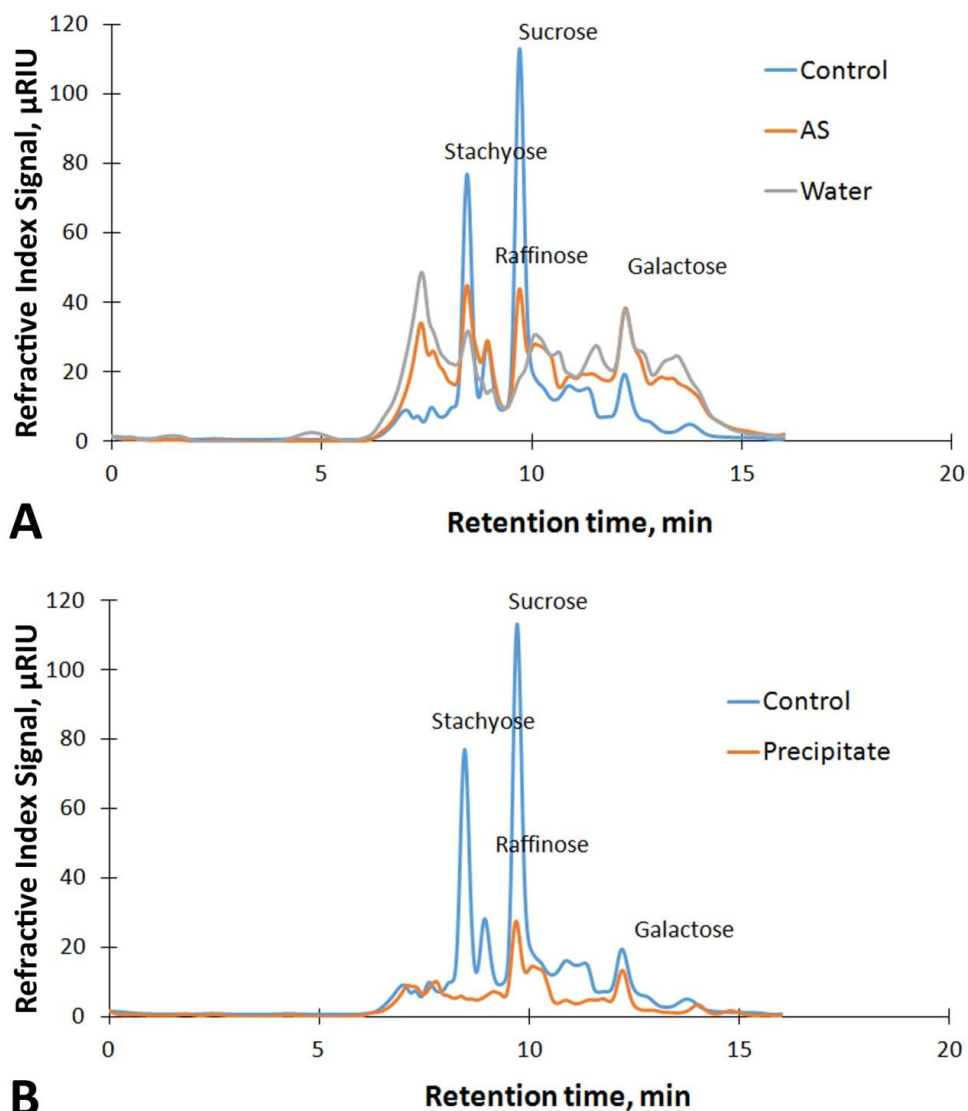 120
100
80
60
40
20
0
Refractive Index Signal, µRIU
Sucrose
Stachyose
Raffinose
Galactose
Control
AS
Water
0 5 10 15 20
Retention time, min
A
120
100
80
60
40
20
0
Refractive Index Signal, µRIU
Sucrose
Stachyose
Raffinose
Galactose
Control
Precipitate
0 5 10 15 20
Retention time, min
B